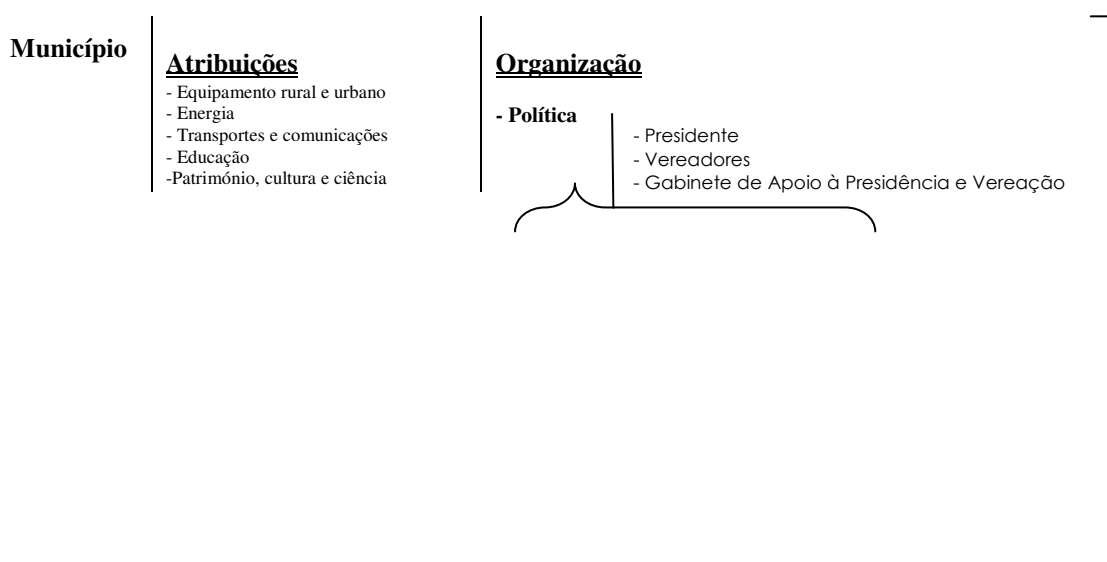 Município
Atribuições
- Equipamento rural e urbano
- Energia
- Transportes e comunicações
- Educação
-Património, cultura e ciência
Organização
- Política
- Presidente
- Vereadores
- Gabinete de Apoio à Presidência e Vereação